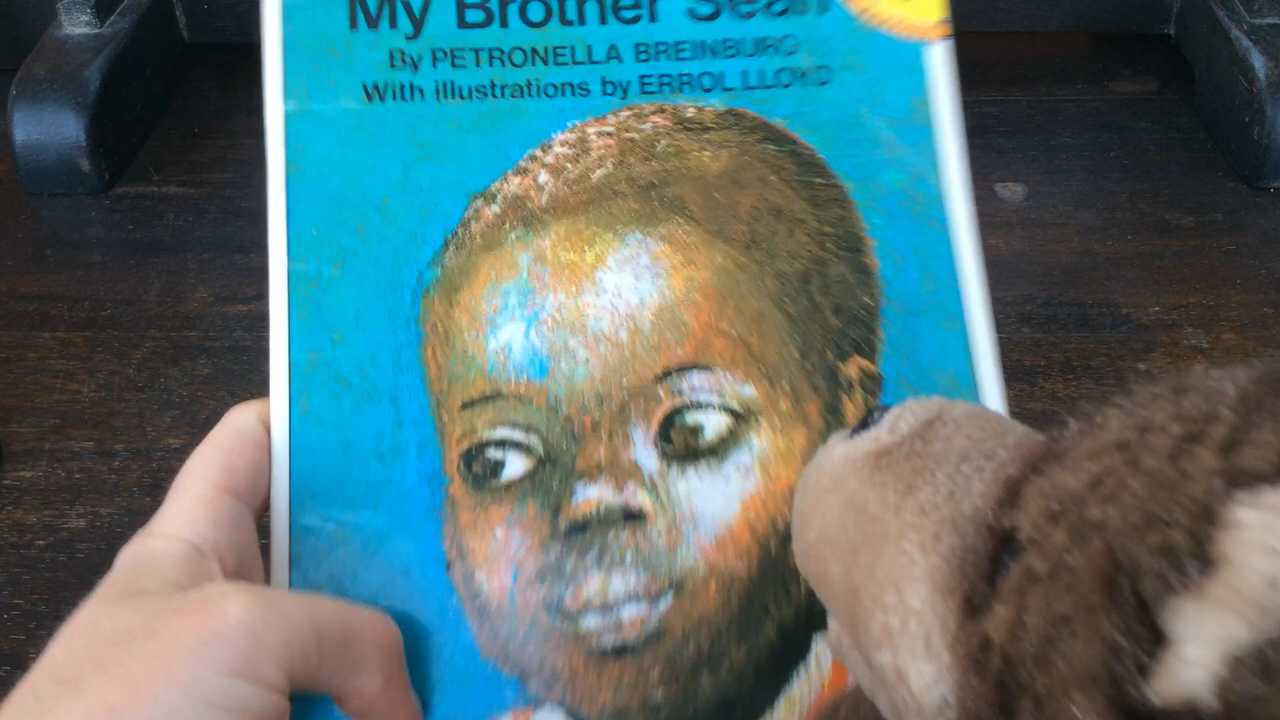 My Brother Sean
By PETRONELLA BREINBURG
With illustrations by ERROL LLOYD